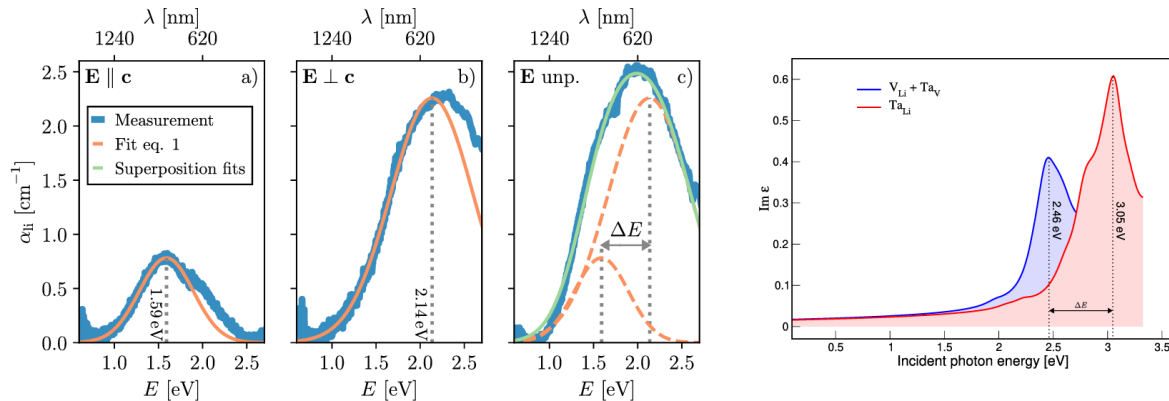 λ [nm]
1240 620
E ∥ c a)
Measurement
Fit eq. 1
Superposition fits
α_li [cm⁻¹]
0.0
0.5
1.0
1.5
2.0
2.5
1.59 eV
1.0 1.5 2.0 2.5
E [eV]
λ [nm]
1240 620
E ⊥ c b)
2.14 eV
1.0 1.5 2.0 2.5
E [eV]
λ [nm]
1240 620
E unp. c)
ΔE
1.0 1.5 2.0 2.5
E [eV]
V_Li + Ta_V
Ta_Li
Im ε
0.6
0.4
0.3
0.2
0.1
0
2.46 eV
3.05 eV
ΔE
0.5 1 1.5 2 2.5 3 3.5
Incident photon energy [eV]